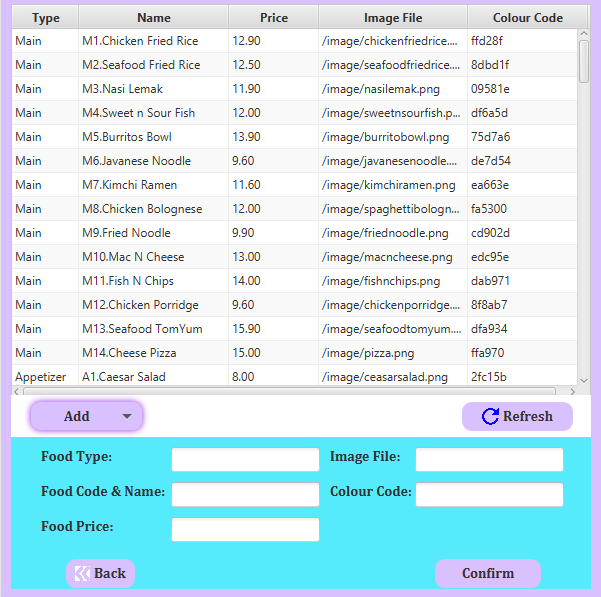 Type Name Price Image File Colour Code
Main M1.Chicken Fried Rice 12.90 /image/chickenfriedrice.... ffd28f
Main M2.Seafood Fried Rice 12.50 /image/seafoodfriedrice.... 8dbd1f
Main M3.Nasi Lemak 11.90 /image/nasilemak.png 09581e
Main M4.Sweet n Sour Fish 12.00 /image/sweetnsourfish.p... df6a5d
Main M5.Burritos Bowl 13.90 /image/burritobowl.png 75d7a6
Main M6.Javanese Noodle 9.60 /image/javanesenoodle.... de7d54
Main M7.Kimchi Ramen 11.60 /image/kimchiramen.png ea663e
Main M8.Chicken Bolognese 12.00 /image/spaghettibologn... fa5300
Main M9.Fried Noodle 9.90 /image/friednoodle.png cd902d
Main M10.Mac N Cheese 13.00 /image/macncheese.png edc95e
Main M11.Fish N Chips 14.00 /image/fishnchips.png dab971
Main M12.Chicken Porridge 9.60 /image/chickenporridge.... 8f8ab7
Main M13.Seafood TomYum 15.90 /image/seafoodtomyum.... dfa934
Main M14.Cheese Pizza 15.00 /image/pizza.png ffa970
Appetizer A1.Caesar Salad 8.00 /image/ceasarsalad.png 2fc15b
Add Refresh
Food Type: Image File:
Food Code & Name: Colour Code:
Food Price:
Back Confirm